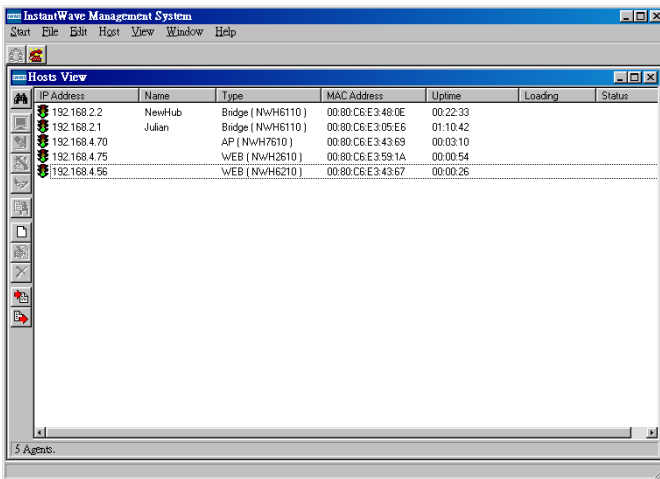 InstantWave Management System
Start File Edit Host View Window Help
Hosts View
IP Address Name Type MAC Address Uptime Loading Status
192.168.2.2 NewHub Bridge ( NWH6110 ) 00:80:C6:E3:48:0E 00:22:33
192.168.2.1 Julian Bridge ( NWH6110 ) 00:80:C6:E3:05:E6 01:10:42
192.168.4.70 AP ( NWH7610 ) 00:80:C6:E3:43:69 00:03:10
192.168.4.75 WEB ( NWH2610 ) 00:80:C6:E3:59:1A 00:00:54
192.168.4.56 WEB ( NWH6210 ) 00:80:C6:E3:43:67 00:00:26
5 Agents.